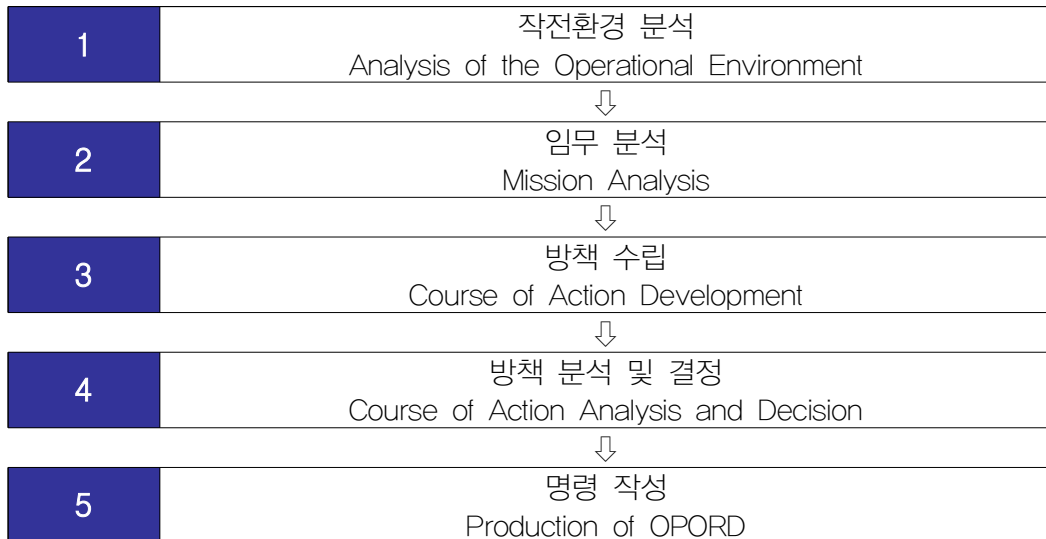 1
작전환경 분석
Analysis of the Operational Environment
⇩
2
임무 분석
Mission Analysis
⇩
3
방책 수립
Course of Action Development
⇩
4
방책 분석 및 결정
Course of Action Analysis and Decision
⇩
5
명령 작성
Production of OPORD